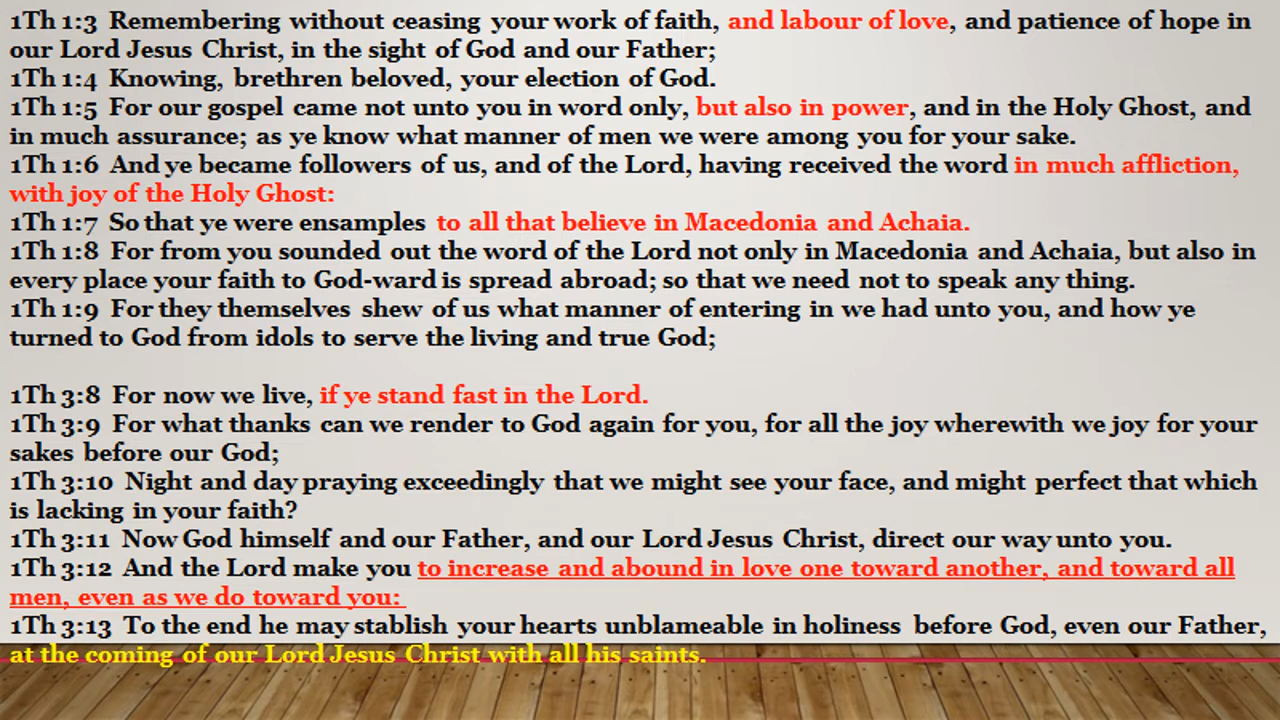 1Th 1:3 Remembering without ceasing your work of faith, and labour of love, and patience of hope in
our Lord Jesus Christ, in the sight of God and our Father;
1Th 1:4 Knowing, brethren beloved, your election of God.
1Th 1:5 For our gospel came not unto you in word only, but also in power, and in the Holy Ghost, and
in much assurance; as ye know what manner of men we were among you for your sake.
1Th 1:6 And ye became followers of us, and of the Lord, having received the word in much affliction,
with joy of the Holy Ghost:
1Th 1:7 So that ye were ensamples to all that believe in Macedonia and Achaia.
1Th 1:8 For from you sounded out the word of the Lord not only in Macedonia and Achaia, but also in
every place your faith to God-ward is spread abroad; so that we need not to speak any thing.
1Th 1:9 For they themselves shew of us what manner of entering in we had unto you, and how ye
turned to God from idols to serve the living and true God;
1Th 3:8 For now we live, if ye stand fast in the Lord.
1Th 3:9 For what thanks can we render to God again for you, for all the joy wherewith we joy for your
sakes before our God;
1Th 3:10 Night and day praying exceedingly that we might see your face, and might perfect that which
is lacking in your faith?
1Th 3:11 Now God himself and our Father, and our Lord Jesus Christ, direct our way unto you.
1Th 3:12 And the Lord make you to increase and abound in love one toward another, and toward all
men, even as we do toward you:
1Th 3:13 To the end he may stablish your hearts unblameable in holiness before God, even our Father,
at the coming of our Lord Jesus Christ with all his saints.